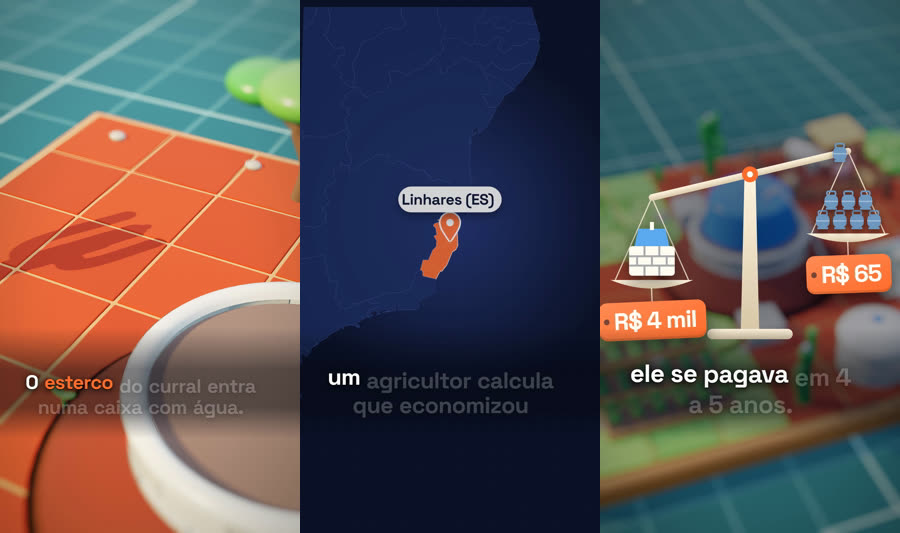 O esterco do curral entra
numa caixa com água.
Linhares (ES)
um agricultor calcula
que economizou
R$ 65
R$ 4 mil
ele se pagava em 4
a 5 anos.